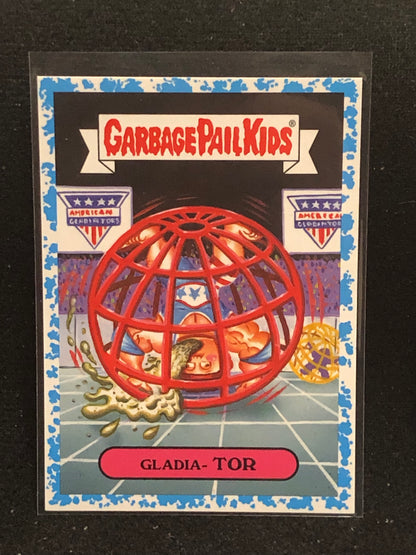 GARBAGE PAIL KIDS®
AMERICAN
GLADIATORS
AMERICAN
GLADIATORS
GLADIA- TOR